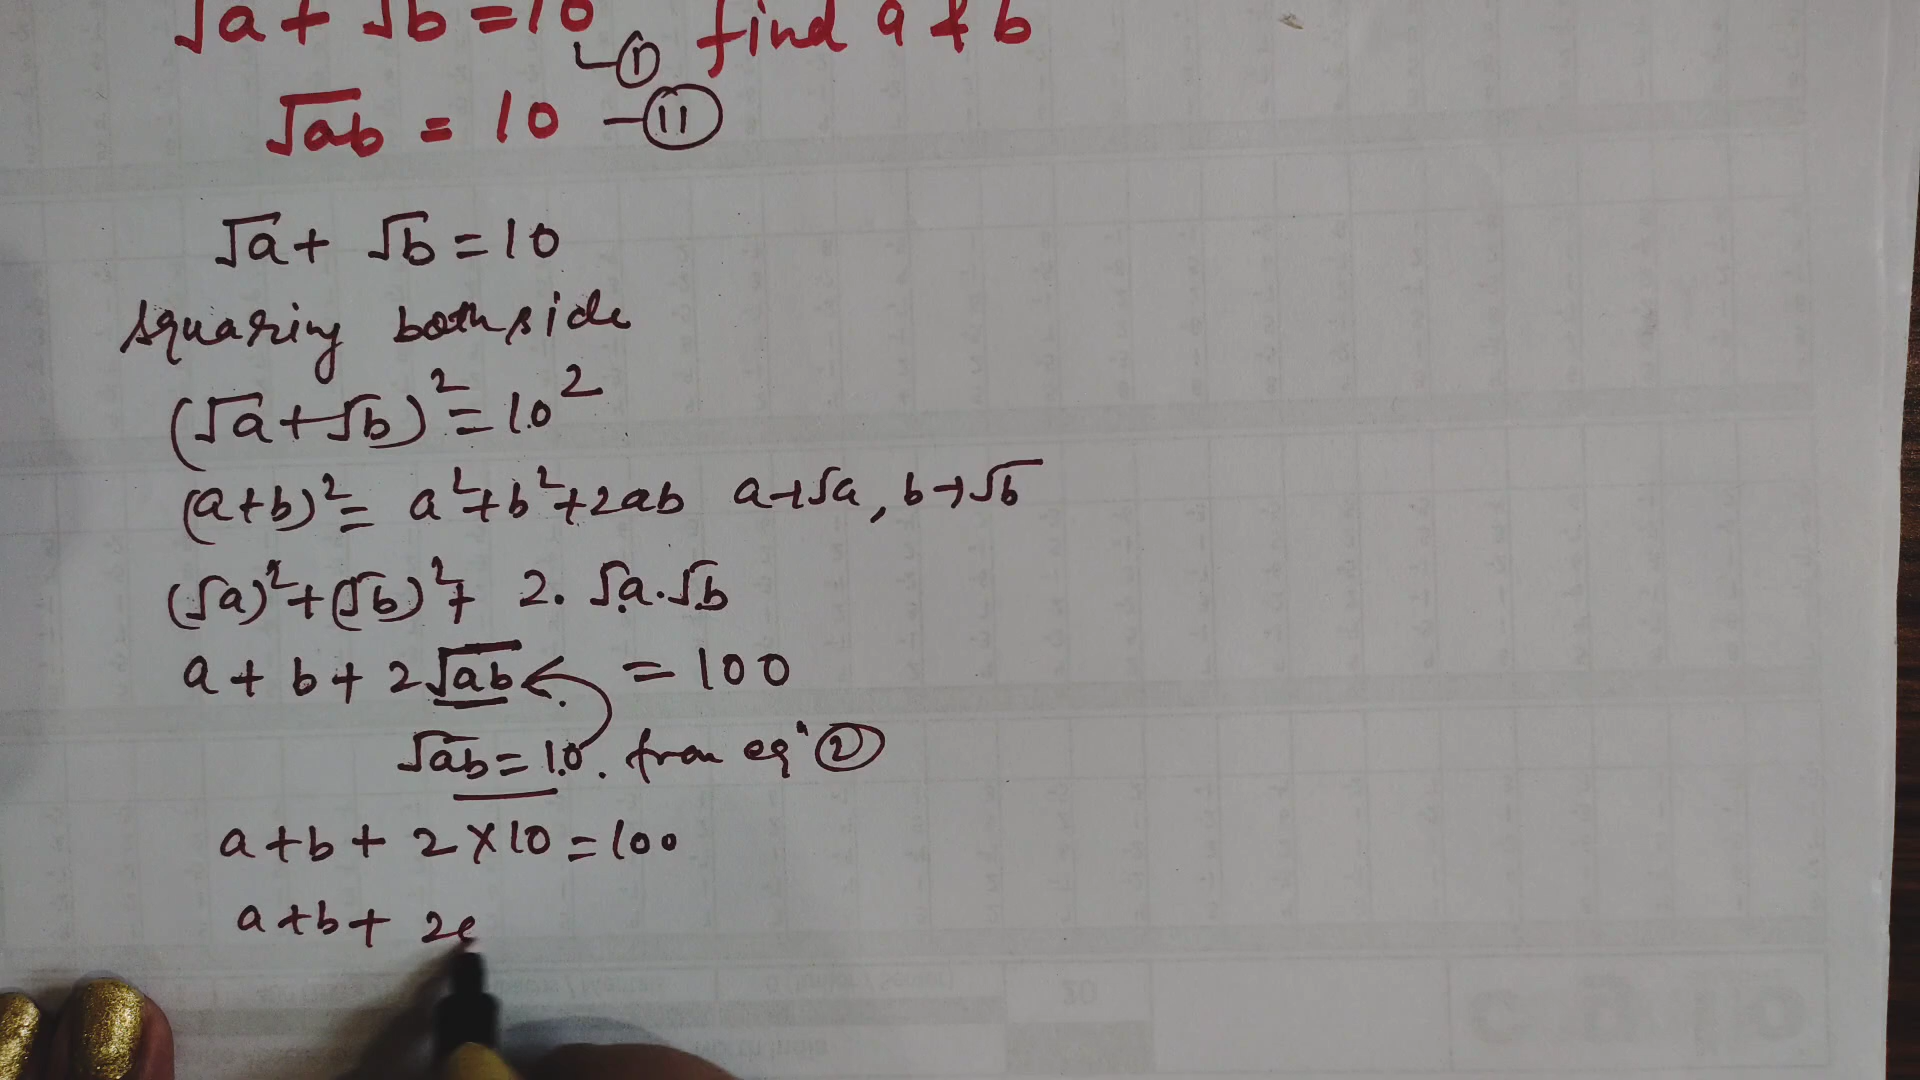 √a + √b = 10 find a & b
—①
√ab = 10 —⑪
√a + √b = 10
squaring both side
(√a+√b)² = 10²
(a+b)² = a²+b²+2ab a→√a, b→√b
(√a)²+(√b)²+ 2. √a.√b
a + b + 2√ab = 100
√ab = 10. from eqⁿ ②
a + b + 2 × 10 = 100
a + b + 20